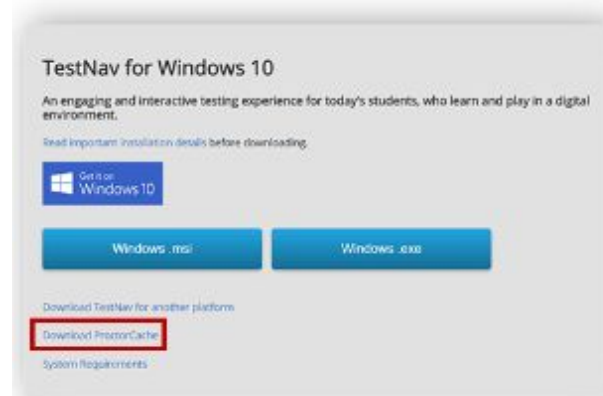 TestNav for Windows 10
An engaging and interactive testing experience for today's students, who learn and play in a digital
environment.
Read important installation details before downloading.
Get it on
Windows 10
Windows .msi
Windows .exe
Download TestNav for another platform
Download ProctorCache
System Requirements